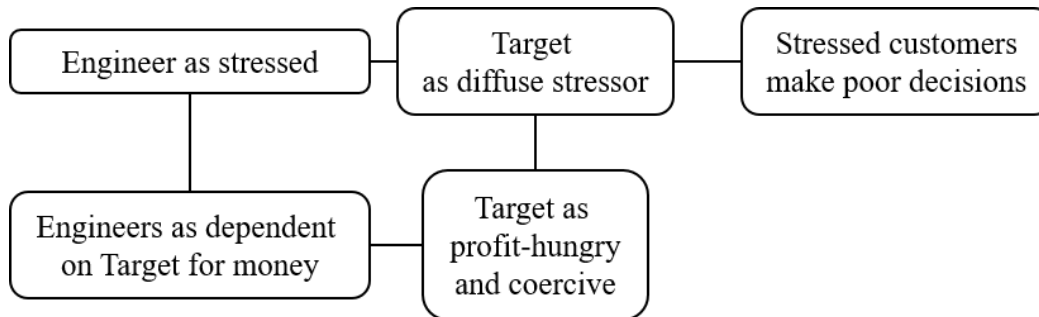 Engineer as stressed
Target
as diffuse stressor
Stressed customers
make poor decisions
Engineers as dependent
on Target for money
Target as
profit-hungry
and coercive